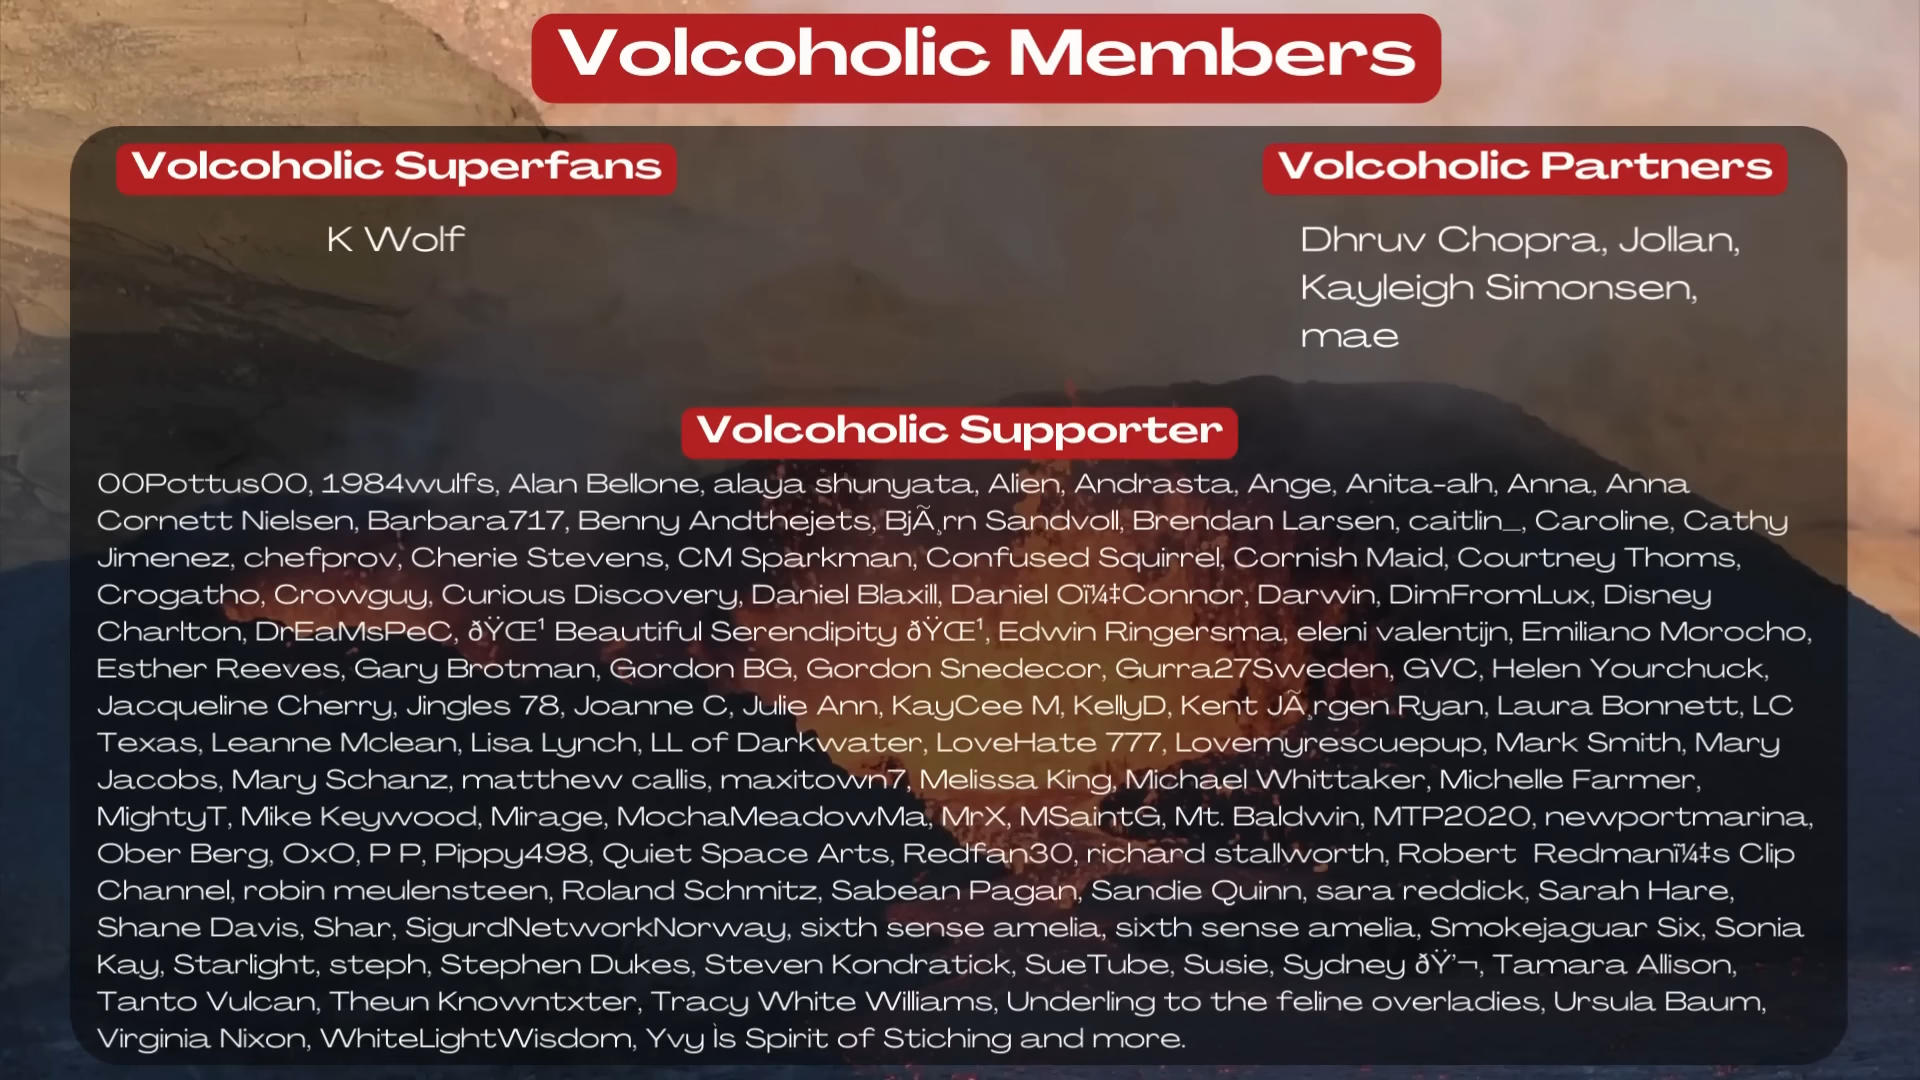 Volcoholic Members
Volcoholic Superfans
K Wolf
Volcoholic Partners
Dhruv Chopra, Jollan,
Kayleigh Simonsen,
mae
Volcoholic Supporter
00Pottus00, 1984wulfs, Alan Bellone, alaya shunyata, Alien, Andrasta, Ange, Anita-alh, Anna, Anna
Cornett Nielsen, Barbara717, Benny Andthejets, BjÃ¸rn Sandvoll, Brendan Larsen, caitlin_, Caroline, Cathy
Jimenez, chefprov, Cherie Stevens, CM Sparkman, Confused Squirrel, Cornish Maid, Courtney Thoms,
Crogatho, Crowguy, Curious Discovery, Daniel Blaxill, Daniel Oï¼‡Connor, Darwin, DimFromLux, Disney
Charlton, DrEaMsPeC, ðŸŒ¹ Beautiful Serendipity ðŸŒ¹, Edwin Ringersma, eleni valentijn, Emiliano Morocho,
Esther Reeves, Gary Brotman, Gordon BG, Gordon Snedecor, Gurra27Sweden, GVC, Helen Yourchuck,
Jacqueline Cherry, Jingles 78, Joanne C, Julie Ann, KayCee M, KellyD, Kent JÃ¸rgen Ryan, Laura Bonnett, LC
Texas, Leanne Mclean, Lisa Lynch, LL of Darkwater, LoveHate 777, Lovemyrescuepup, Mark Smith, Mary
Jacobs, Mary Schanz, matthew callis, maxitown7, Melissa King, Michael Whittaker, Michelle Farmer,
MightyT, Mike Keywood, Mirage, MochaMeadowMa, MrX, MSaintG, Mt. Baldwin, MTP2020, newportmarina,
Ober Berg, OxO, P P, Pippy498, Quiet Space Arts, Redfan30, richard stallworth, Robert  Redmanï¼‡s Clip
Channel, robin meulensteen, Roland Schmitz, Sabean Pagan, Sandie Quinn, sara reddick, Sarah Hare,
Shane Davis, Shar, SigurdNetworkNorway, sixth sense amelia, sixth sense amelia, Smokejaguar Six, Sonia
Kay, Starlight, steph, Stephen Dukes, Steven Kondratick, SueTube, Susie, Sydney ðŸ’¬, Tamara Allison,
Tanto Vulcan, Theun Knowntxter, Tracy White Williams, Underling to the feline overladies, Ursula Baum,
Virginia Nixon, WhiteLightWisdom, Yvy Ìs Spirit of Stiching and more.